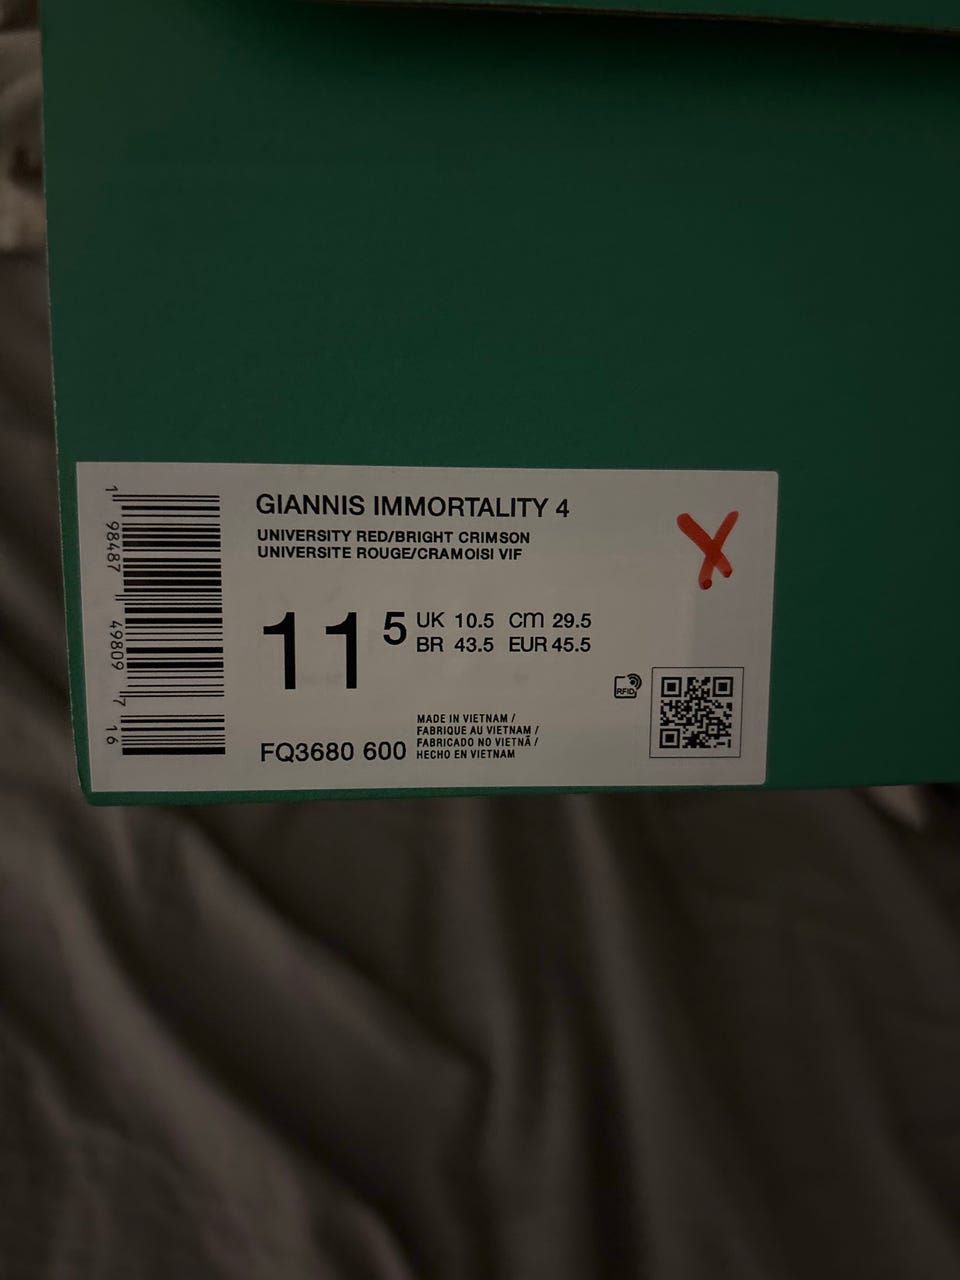 GIANNIS IMMORTALITY 4
UNIVERSITY RED/BRIGHT CRIMSON
UNIVERSITE ROUGE/CRAMOISI VIF
X
11 5
UK 10.5 CM 29.5
BR 43.5 EUR 45.5
RFID
FQ3680 600
MADE IN VIETNAM /
FABRIQUE AU VIETNAM /
FABRICADO NO VIETNÃ /
HECHO EN VIETNAM
1 98487 49809 7 16